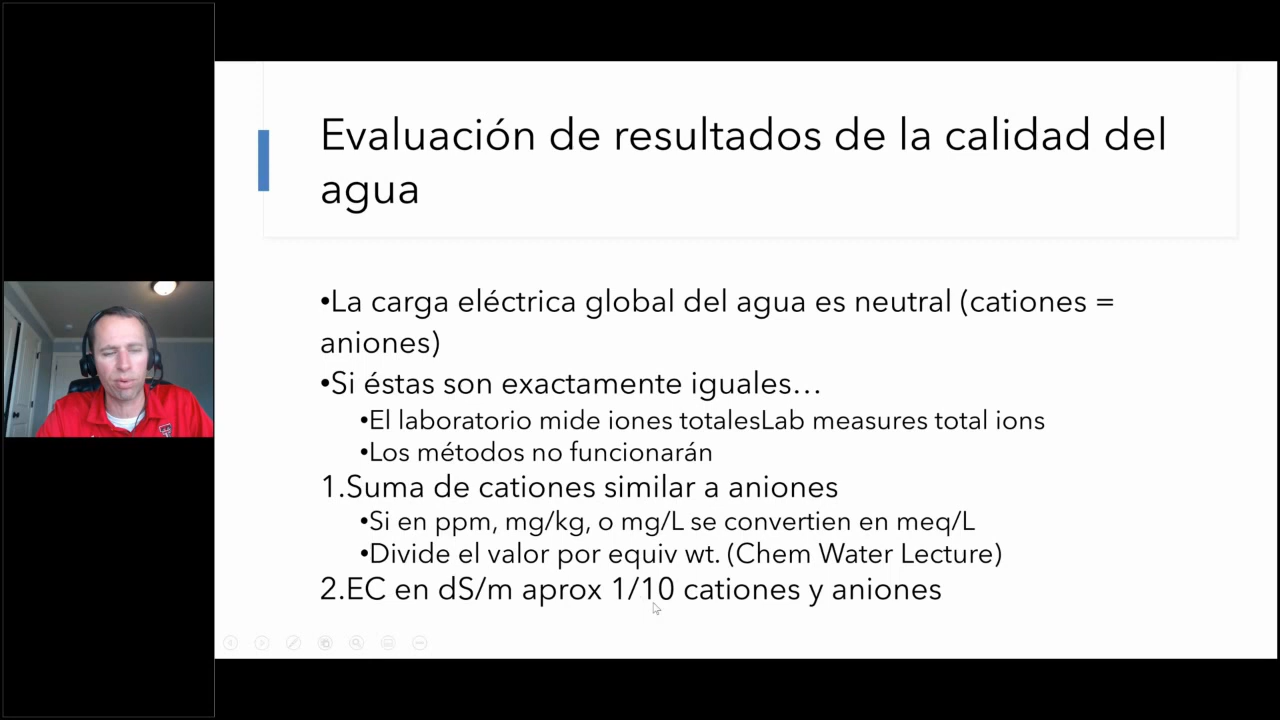 Evaluación de resultados de la calidad del
agua
•La carga eléctrica global del agua es neutral (cationes =
aniones)
•Si éstas son exactamente iguales…
•El laboratorio mide iones totalesLab measures total ions
•Los métodos no funcionarán
1.Suma de cationes similar a aniones
•Si en ppm, mg/kg, o mg/L se convertien en meq/L
•Divide el valor por equiv wt. (Chem Water Lecture)
2.EC en dS/m aprox 1/10 cationes y aniones